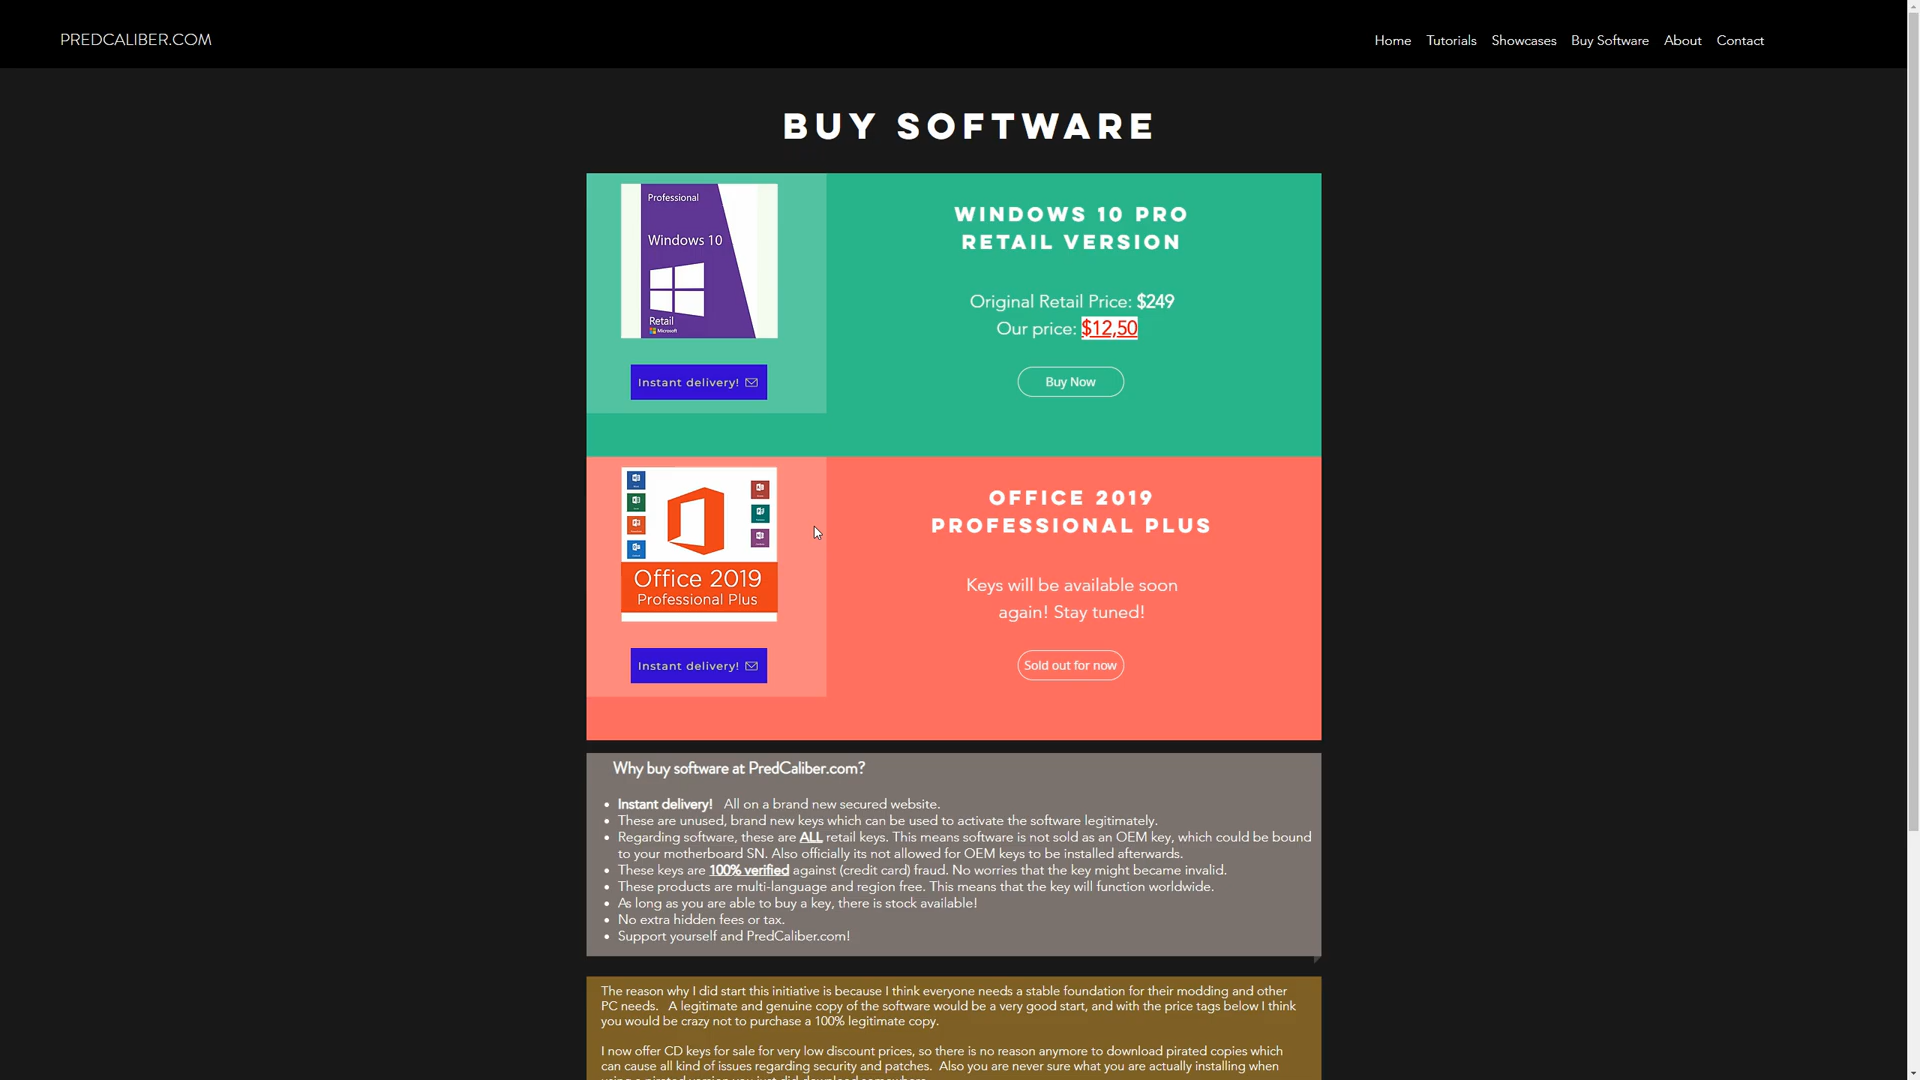 PREDCALIBER.COM
Home Tutorials Showcases Buy Software About Contact
BUY SOFTWARE
Professional
Windows 10
Retail
Microsoft
Instant delivery!
WINDOWS 10 PRO
RETAIL VERSION
Original Retail Price: $249
Our price: $12,50
Buy Now
Office 2019
Professional Plus
Instant delivery!
OFFICE 2019
PROFESSIONAL PLUS
Keys will be available soon
again! Stay tuned!
Sold out for now
Why buy software at PredCaliber.com?
Instant delivery! All on a brand new secured website.
These are unused, brand new keys which can be used to activate the software legitimately.
Regarding software, these are ALL retail keys. This means software is not sold as an OEM key, which could be bound
to your motherboard SN. Also officially its not allowed for OEM keys to be installed afterwards.
These keys are 100% verified against (credit card) fraud. No worries that the key might became invalid.
These products are multi-language and region free. This means that the key will function worldwide.
As long as you are able to buy a key, there is stock available!
No extra hidden fees or tax.
Support yourself and PredCaliber.com!
The reason why I did start this initiative is because I think everyone needs a stable foundation for their modding and other
PC needs. A legitimate and genuine copy of the software would be a very good start, and with the price tags below I think
you would be crazy not to purchase a 100% legitimate copy.
I now offer CD keys for sale for very low discount prices, so there is no reason anymore to download pirated copies which
can cause all kind of issues regarding security and patches. Also you are never sure what you are actually installing when